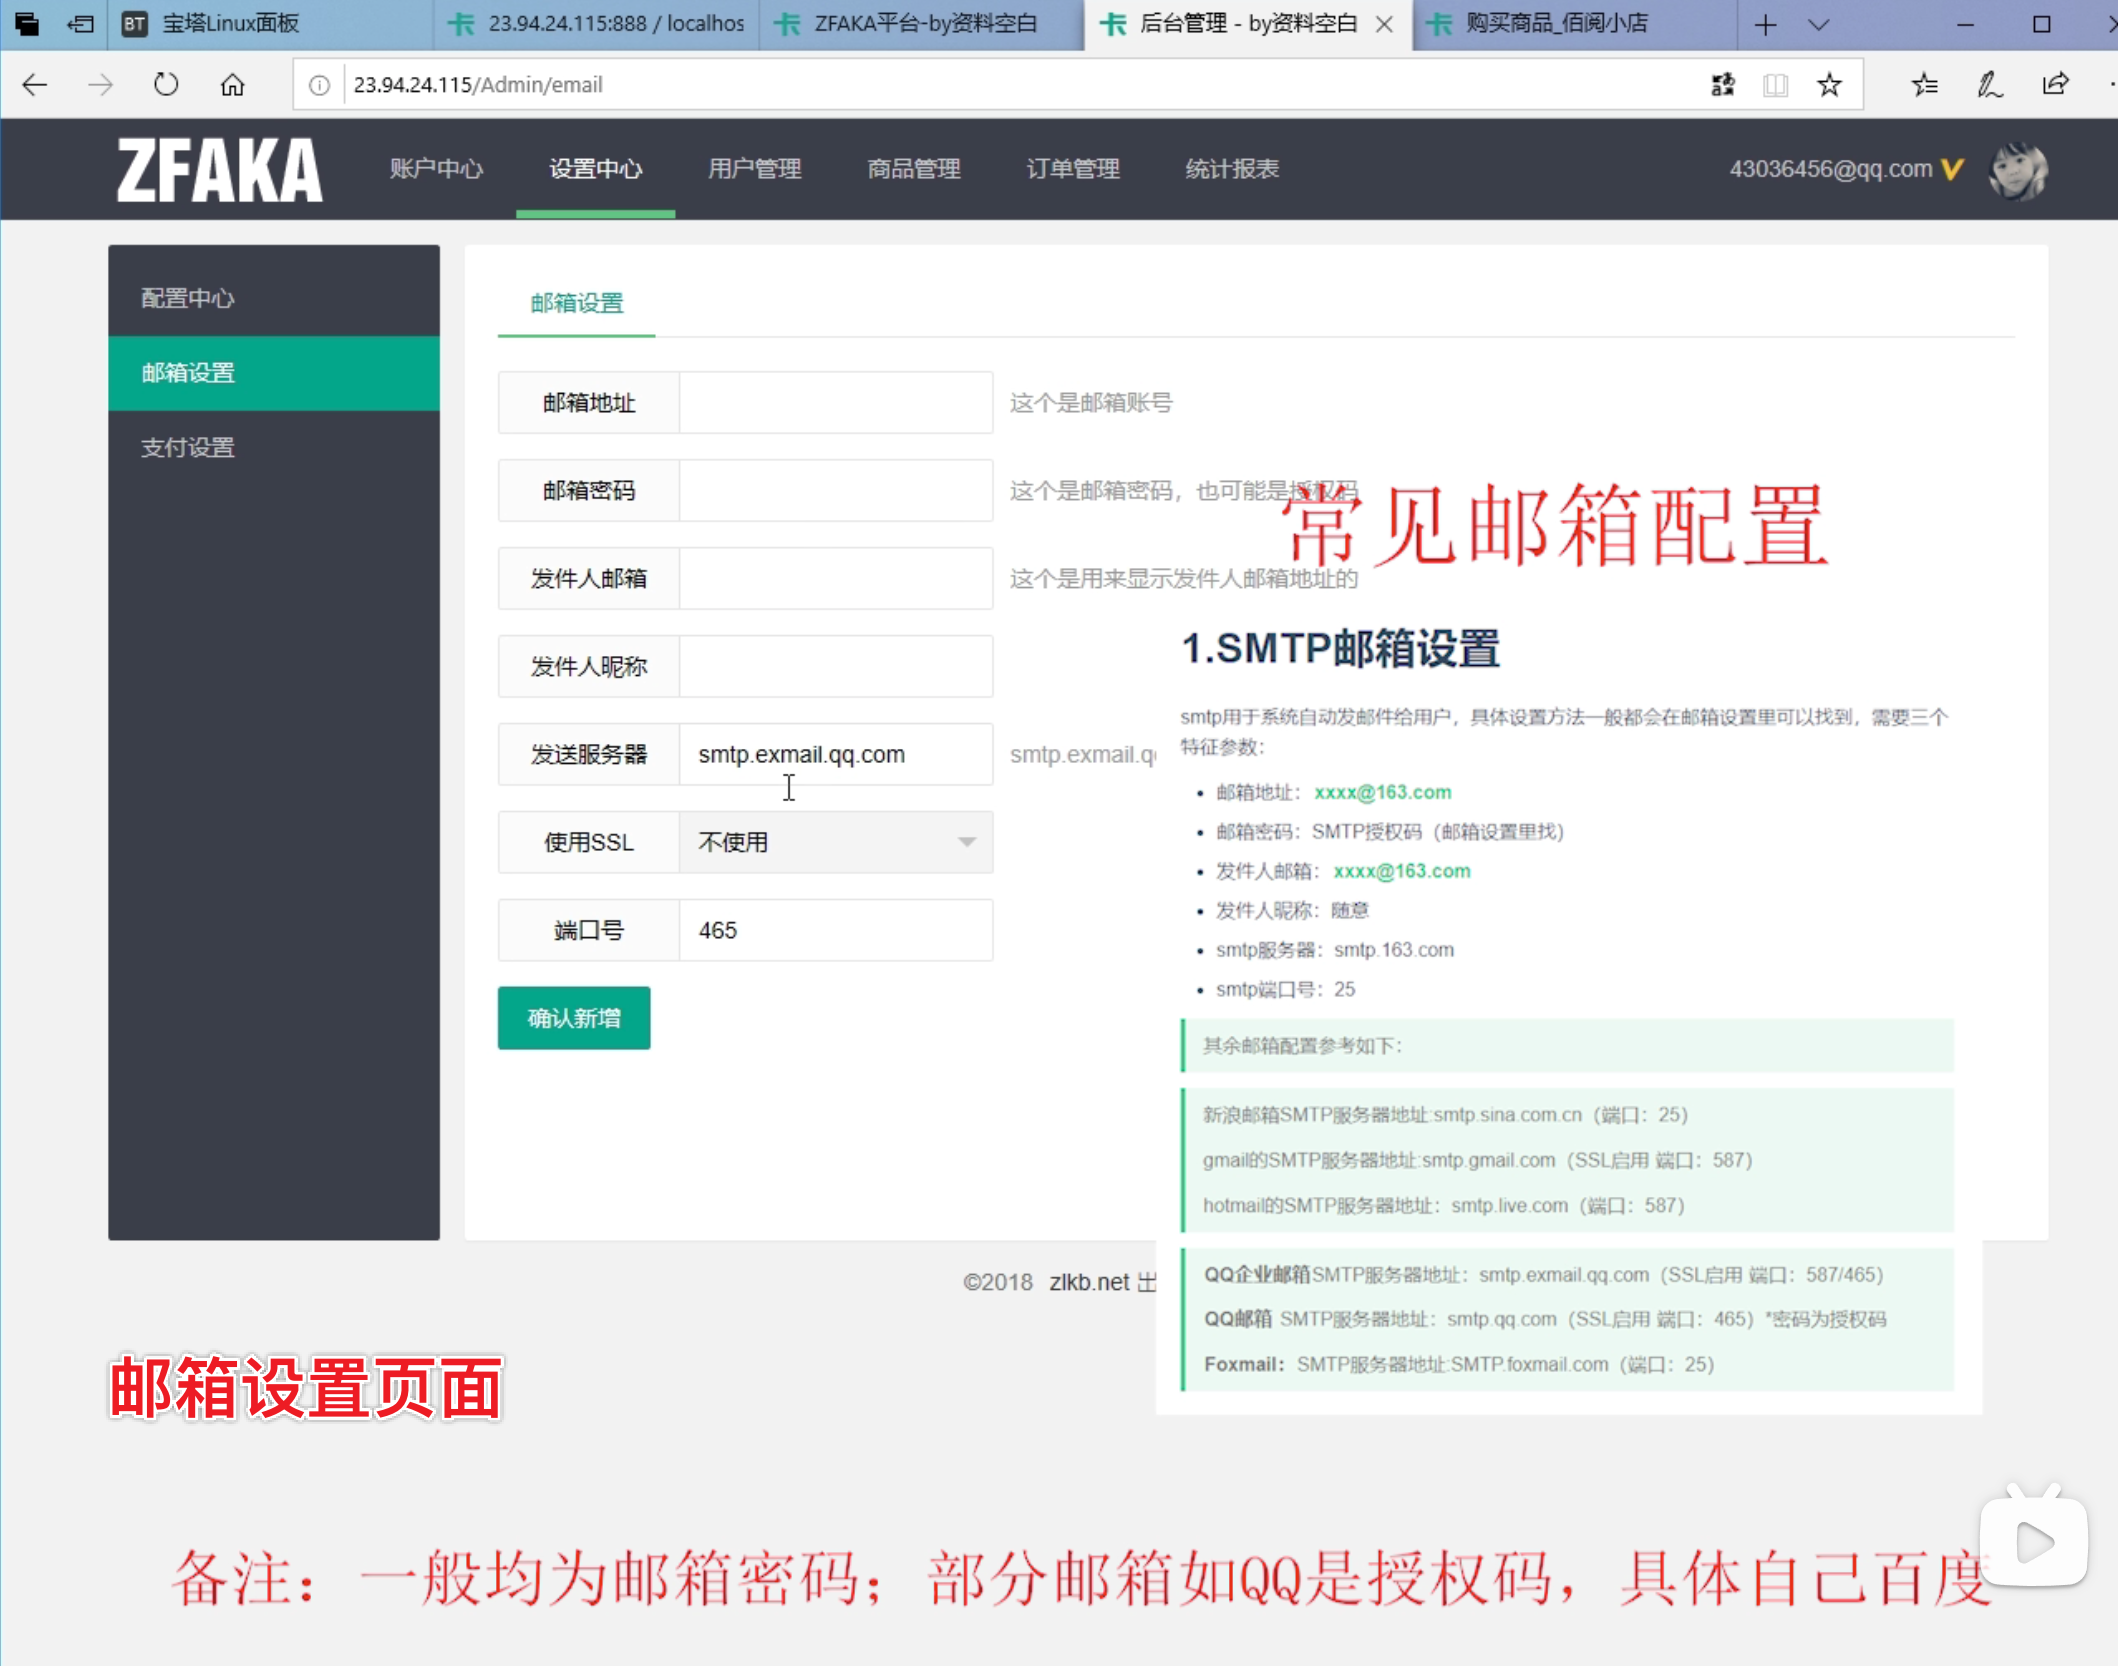 BT 宝塔Linux面板
23.94.24.115:888 / localhos
ZFAKA平台-by资料空白
后台管理 - by资料空白
购买商品_佰阅小店
23.94.24.115/Admin/email
ZFAKA
账户中心
设置中心
用户管理
商品管理
订单管理
统计报表
43036456@qq.com
配置中心
邮箱设置
支付设置
邮箱设置
邮箱地址
这个是邮箱账号
邮箱密码
这个是邮箱密码，也可能是授权码
发件人邮箱
这个是用来显示发件人邮箱地址的
发件人昵称
发送服务器
smtp.exmail.qq.com
smtp.exmail.q
使用SSL
不使用
端口号
465
确认新增
常见邮箱配置
1.SMTP邮箱设置
smtp用于系统自动发邮件给用户，具体设置方法一般都会在邮箱设置里可以找到，需要三个
特征参数：
• 邮箱地址：xxxx@163.com
• 邮箱密码：SMTP授权码（邮箱设置里找）
• 发件人邮箱：xxxx@163.com
• 发件人昵称：随意
• smtp服务器：smtp.163.com
• smtp端口号：25
其余邮箱配置参考如下：
新浪邮箱SMTP服务器地址:smtp.sina.com.cn（端口：25）
gmail的SMTP服务器地址:smtp.gmail.com（SSL启用 端口：587）
hotmail的SMTP服务器地址：smtp.live.com（端口：587）
QQ企业邮箱SMTP服务器地址：smtp.exmail.qq.com（SSL启用 端口：587/465）
QQ邮箱 SMTP服务器地址：smtp.qq.com（SSL启用 端口：465）*密码为授权码
Foxmail：SMTP服务器地址:SMTP.foxmail.com（端口：25）
©2018 zlkb.net 出
邮箱设置页面
备注：一般均为邮箱密码；部分邮箱如QQ是授权码，具体自己百度